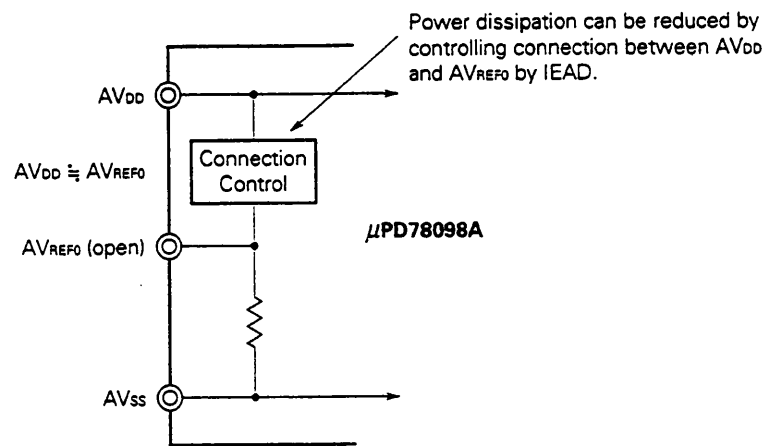 Power dissipation can be reduced by
controlling connection between AVDD
and AVREF0 by IEAD.
AVDD
Connection
Control
AVDD ≒ AVREF0
AVREF0 (open)
μPD78098A
AVSS